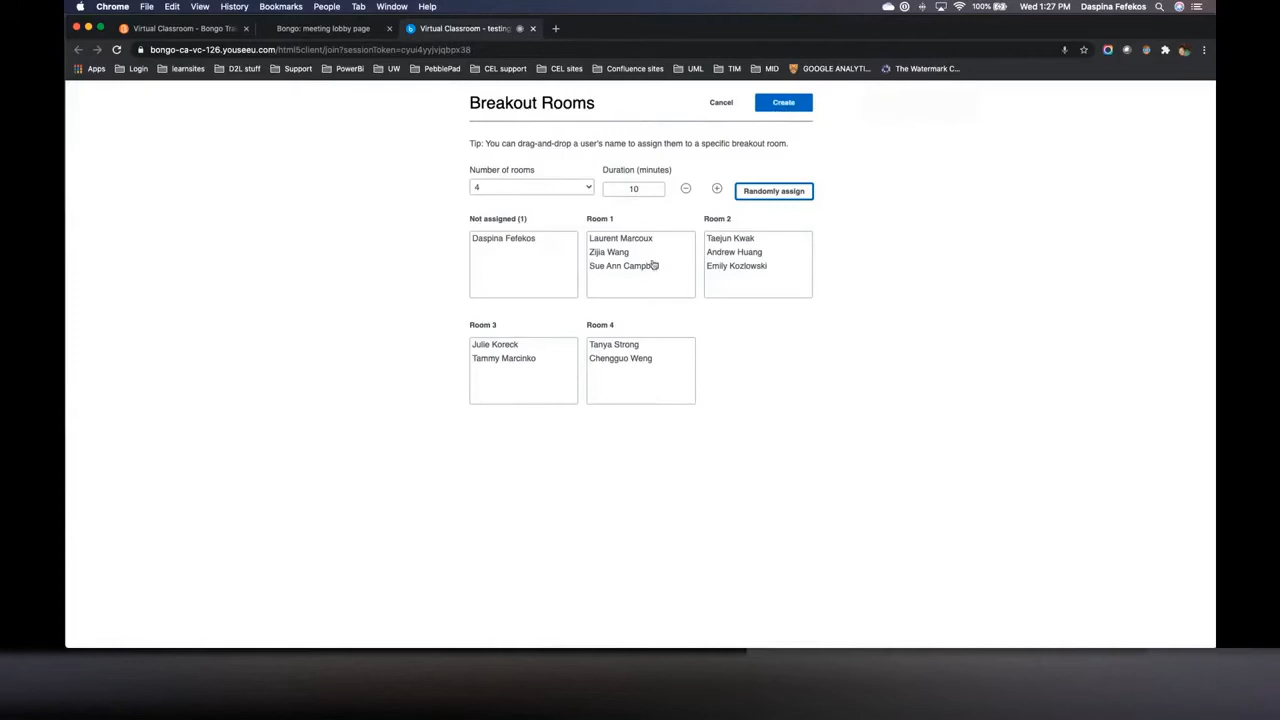 Chrome File Edit View History Bookmarks People Tab Window Help 100% Wed 1:27 PM Daspina Fefekos
Virtual Classroom - Bongo Tra Bongo: meeting lobby page Virtual Classroom - testing
bongo-ca-vc-126.youseeu.com/html5client/join?sessionToken=cyui4yyjvjqbpx38
Apps Login learnsites D2L stuff Support PowerBi UW PebblePad CEL support CEL sites Confluence sites UML TIM MID GOOGLE ANALYTI... The Watermark C...
Breakout Rooms Cancel Create
Tip: You can drag-and-drop a user's name to assign them to a specific breakout room.
Number of rooms Duration (minutes)
4 10 Randomly assign
Not assigned (1) Room 1 Room 2
Daspina Fefekos Laurent Marcoux Taejun Kwak
Zijia Wang Andrew Huang
Sue Ann Campbell Emily Kozlowski
Room 3 Room 4
Julie Koreck Tanya Strong
Tammy Marcinko Chengguo Weng